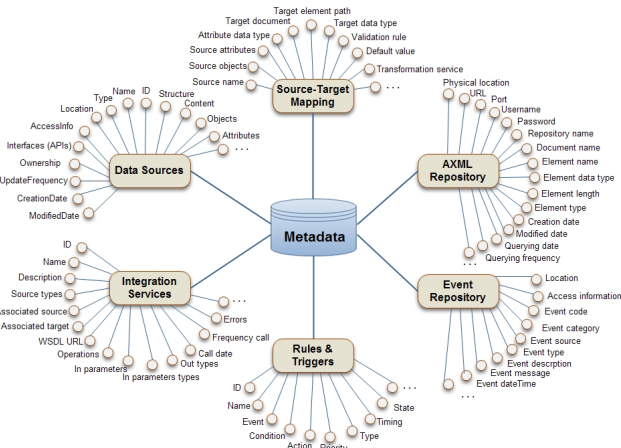 Target element path
Target document
Target data type
Attribute data type
Validation rule
Source attributes
Default value
Source objects
Transformation service
Source name
. . .
Source-Target
Mapping
Physical location
URL
Port
Username
Password
Repository name
Document name
Element name
Element data type
Element length
Element type
Creation date
Modified date
Querying date
Querying frequency
. . .
AXML
Repository
Name
ID
Structure
Type
Content
Location
Objects
AccessInfo
Attributes
Interfaces (APIs)
. . .
Ownership
UpdateFrequency
CreationDate
ModifiedDate
Data Sources
Metadata
ID
Name
Description
Source types
Associated source
Associated target
WSDL URL
Operations
In parameters
In parameters types
Out types
Call date
Frequency call
Errors
. . .
Integration
Services
Event
Repository
Location
Access information
Event code
Event category
Event source
Event type
Event descrption
Event message
Event dateTime
. . .
Rules &
Triggers
ID
Name
Event
Condition
Action
Priority
Type
Timing
State
. . .